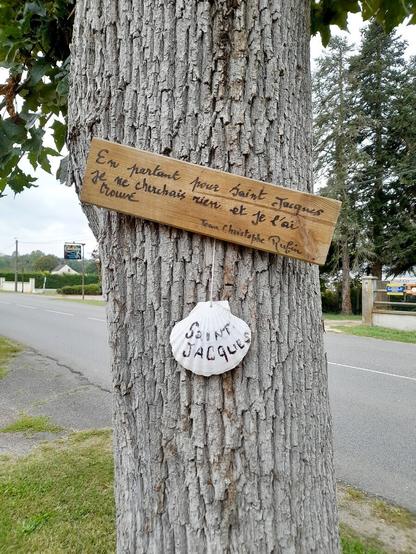 En partant pour Saint Jacques
je ne cherchais rien et je l'ai
trouvé
Jean Christophe Rufin
SAINT
JACQUES